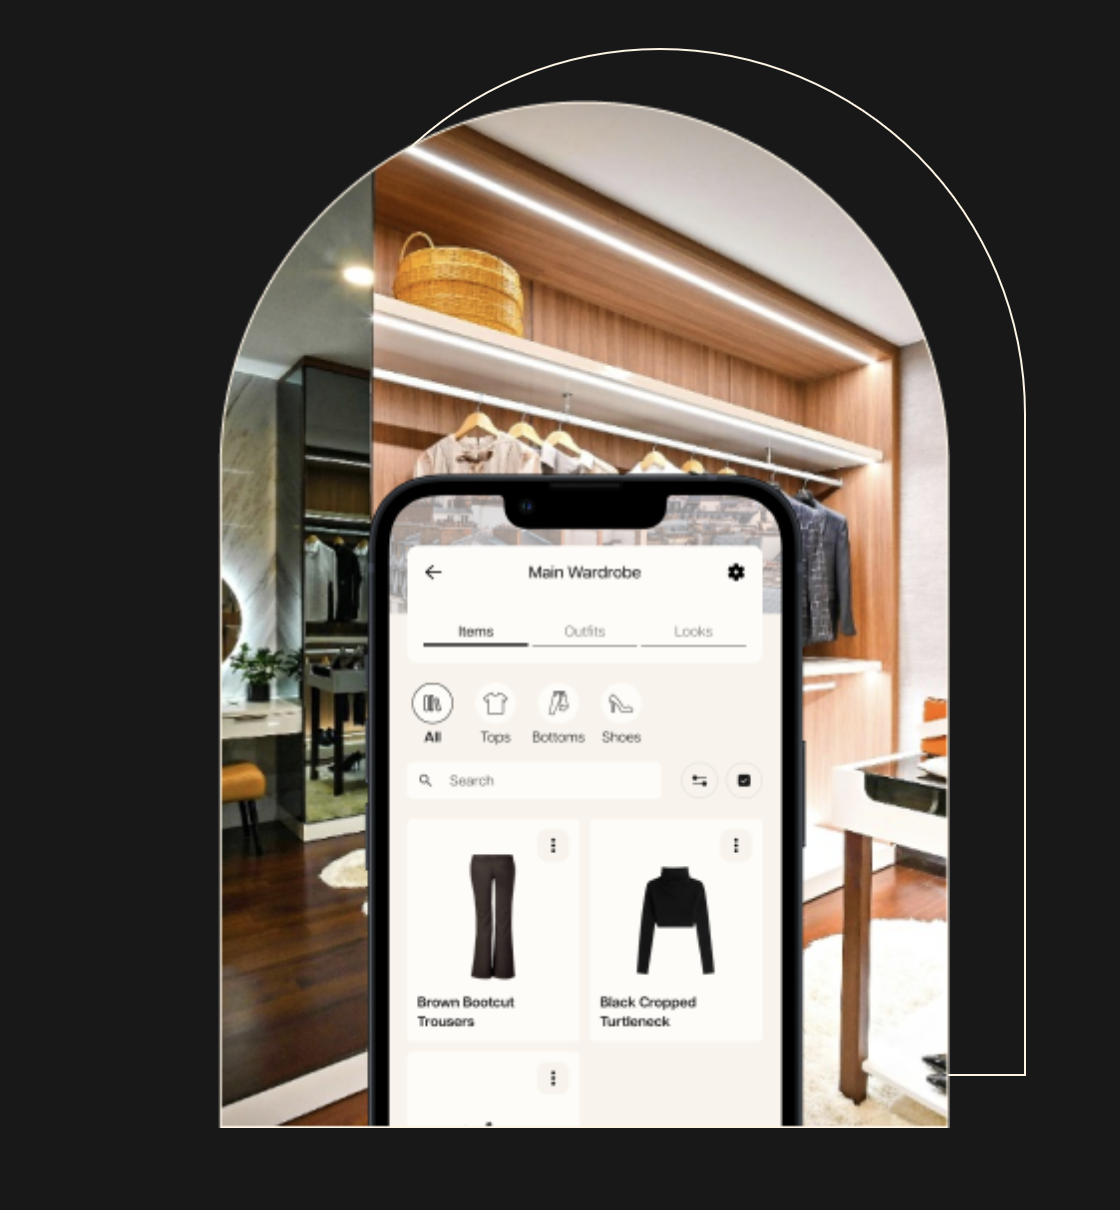 Main Wardrobe
Items Outfits Looks
All Tops Bottoms Shoes
Search
Brown Bootcut
Trousers
Black Cropped
Turtleneck